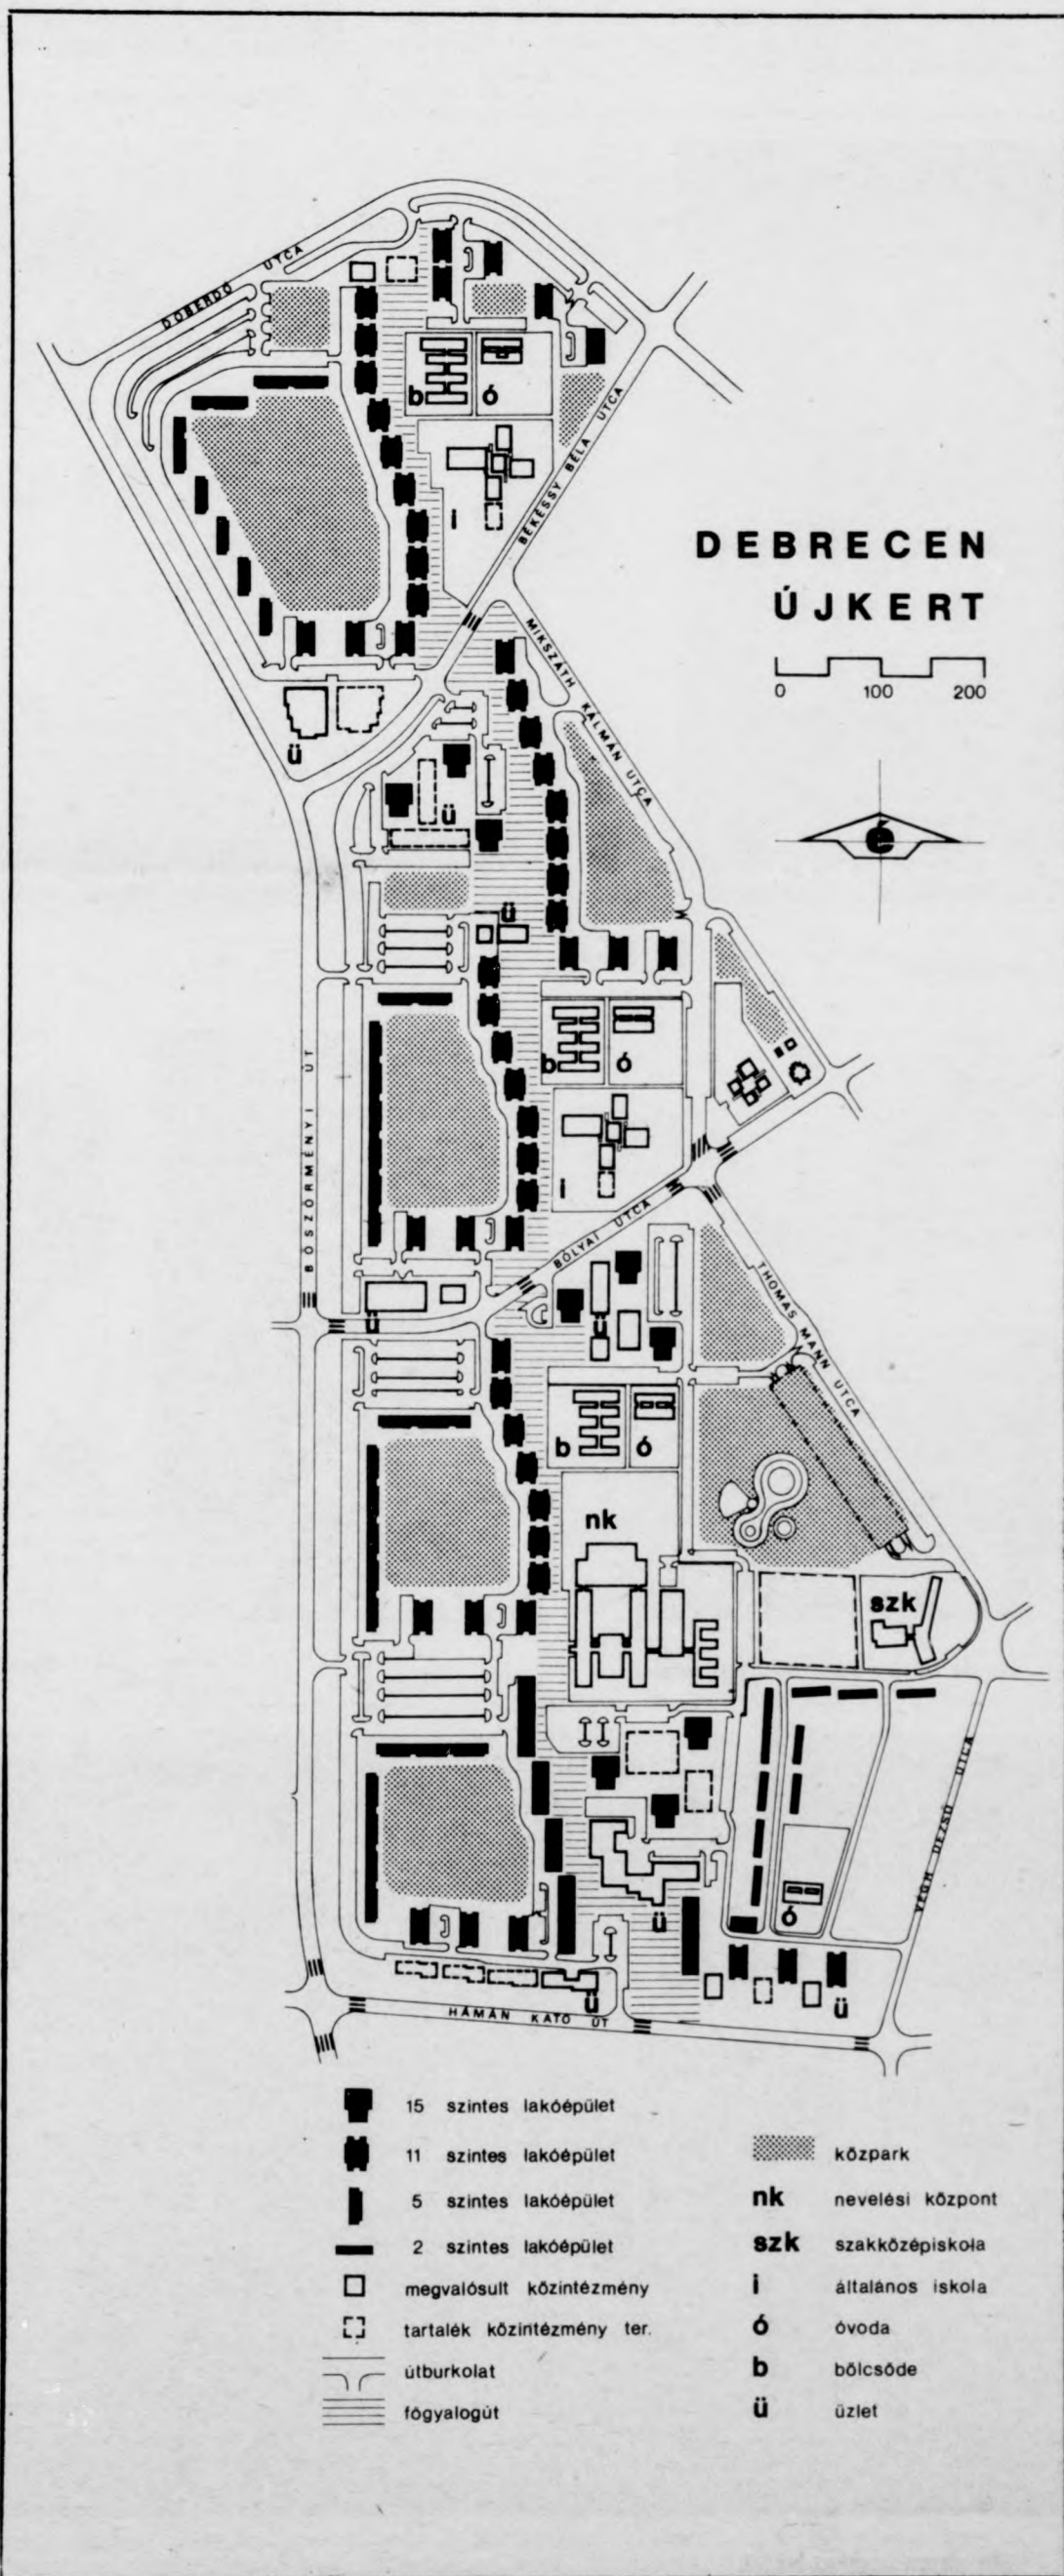 DOBERDÓ UTCA
b
ó
i
BÉKÉSSY BÉLA UTCA
DEBRECEN
ÚJKERT
0 100 200
MIKSZÁTH KÁLMÁN UTCA
ü
ü
É
ü
b
ó
BÖSZÖRMÉNYI ÚT
i
BÓLYAI UTCA
THOMAS MANN UTCA
ü
ü
b
ó
nk
szk
VÉGH DEZSŐ UTCA
ó
ü
ü
ü
HÁMÁN KATÓ ÚT
15 szintes lakóépület
11 szintes lakóépület
5 szintes lakóépület
2 szintes lakóépület
megvalósult közintézmény
tartalék közintézmény ter.
útburkolat
főgyalogút
közpark
nk nevelési központ
szk szakközépiskola
i általános iskola
ó óvoda
b bölcsőde
ü üzlet